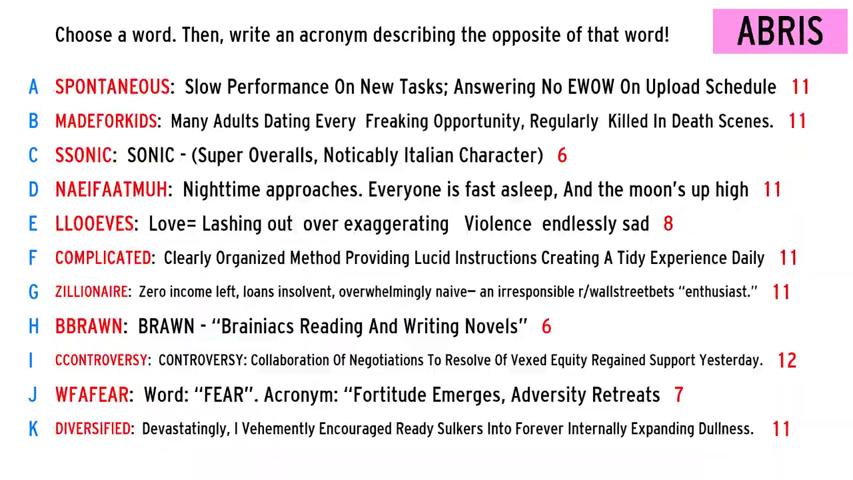 Choose a word. Then, write an acronym describing the opposite of that word!
ABRIS
A SPONTANEOUS: Slow Performance On New Tasks; Answering No EWOW On Upload Schedule 11
B MADEFORKIDS: Many Adults Dating Every Freaking Opportunity, Regularly Killed In Death Scenes. 11
C SSONIC: SONIC - (Super Overalls, Noticably Italian Character) 6
D NAEIFAATMUH: Nighttime approaches. Everyone is fast asleep, And the moon's up high 11
E LLOOEVES: Love= Lashing out over exaggerating Violence endlessly sad 8
F COMPLICATED: Clearly Organized Method Providing Lucid Instructions Creating A Tidy Experience Daily 11
G ZILLIONAIRE: Zero income left, loans insolvent, overwhelmingly naive– an irresponsible r/wallstreetbets “enthusiast.” 11
H BBRAWN: BRAWN - “Brainiacs Reading And Writing Novels” 6
I CCONTROVERSY: CONTROVERSY: Collaboration Of Negotiations To Resolve Of Vexed Equity Regained Support Yesterday. 12
J WFAFEAR: Word: “FEAR”. Acronym: “Fortitude Emerges, Adversity Retreats 7
K DIVERSIFIED: Devastatingly, I Vehemently Encouraged Ready Sulkers Into Forever Internally Expanding Dullness. 11